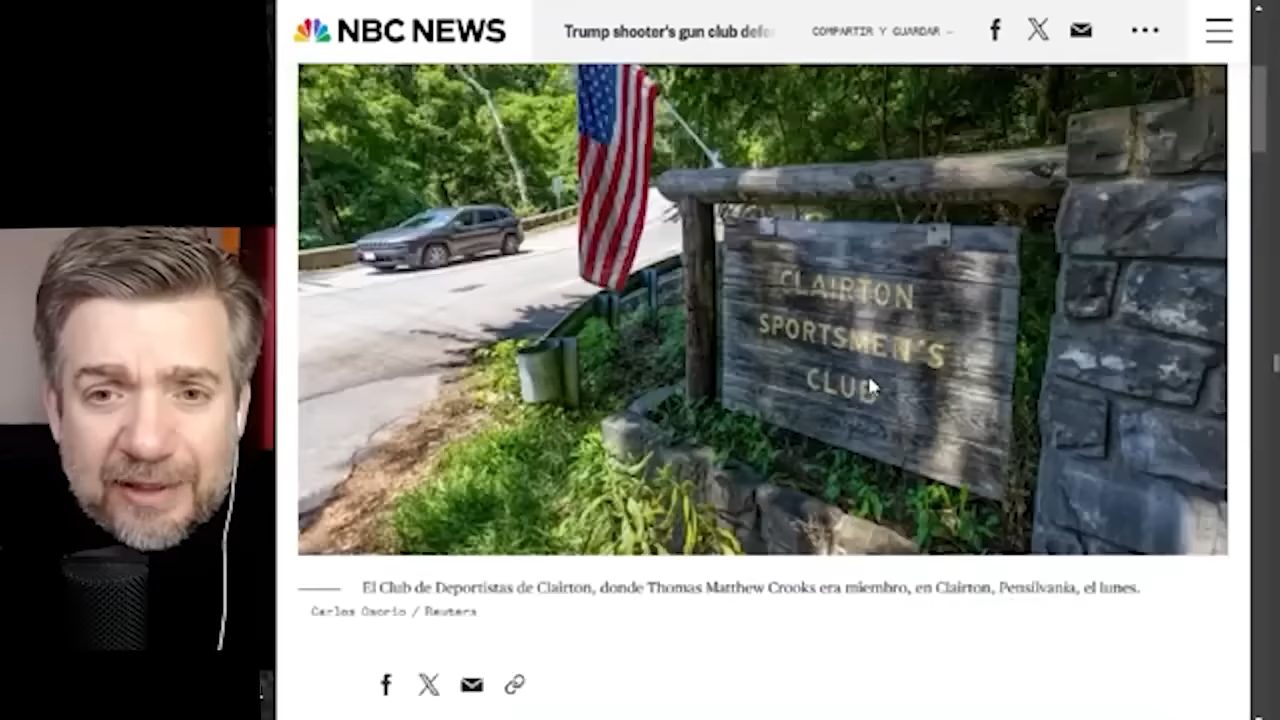 NBC NEWS
Trump shooter's gun club defe
COMPARTIR Y GUARDAR
CLAIRTON
SPORTSMEN'S
CLUB
El Club de Deportistas de Clairton, donde Thomas Matthew Crooks era miembro, en Clairton, Pensilvania, el lunes.
Carlos Osorio / Reuters